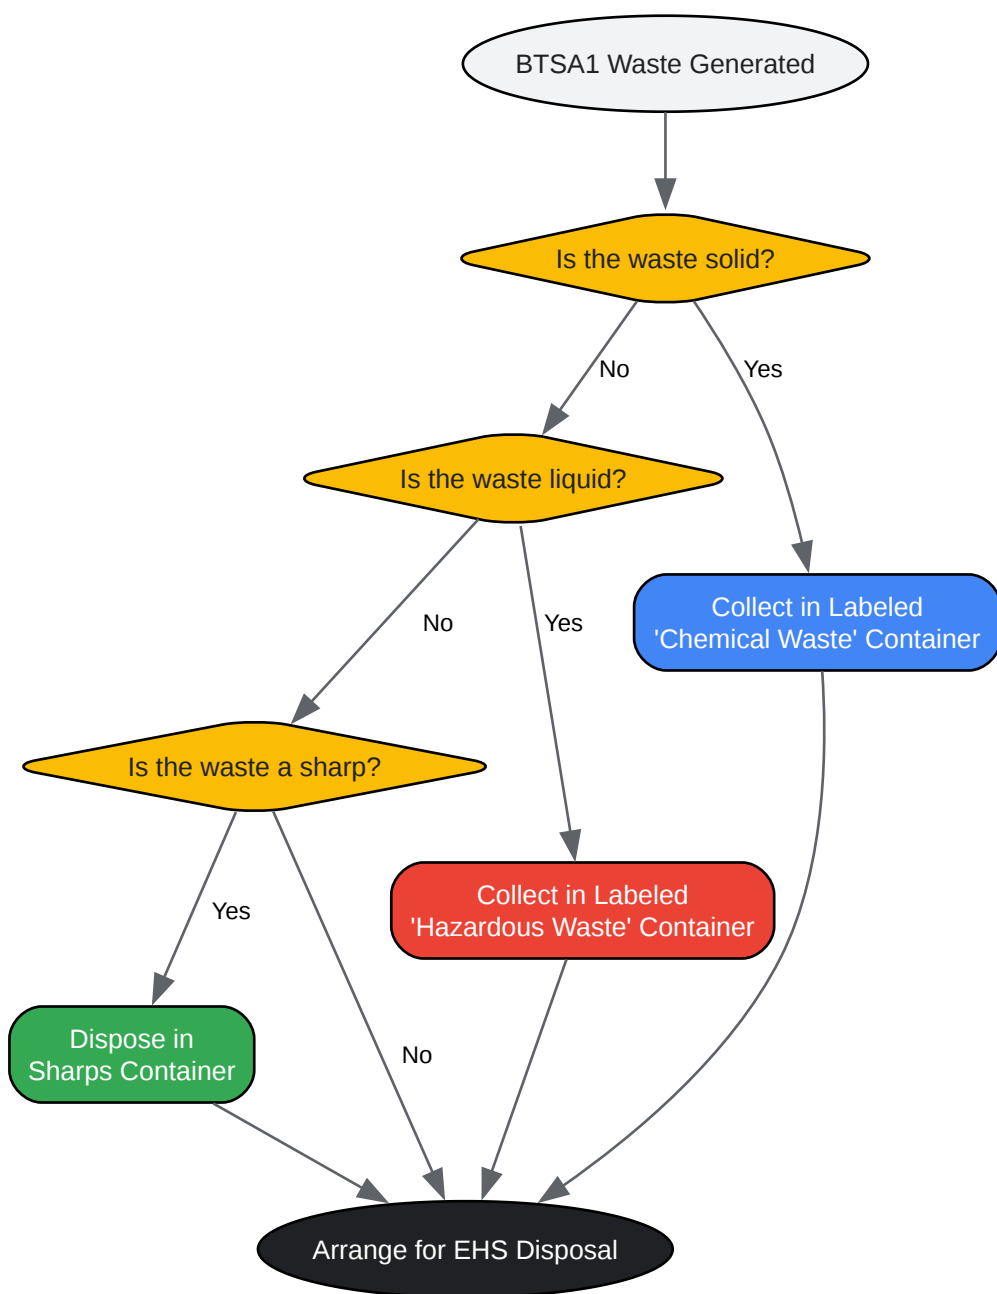 BTSA1 Waste Generated
Is the waste solid?
No
Yes
Is the waste liquid?
No
Yes
Collect in Labeled
'Chemical Waste' Container
Is the waste a sharp?
Yes
No
Collect in Labeled
'Hazardous Waste' Container
Dispose in
Sharps Container
Arrange for EHS Disposal